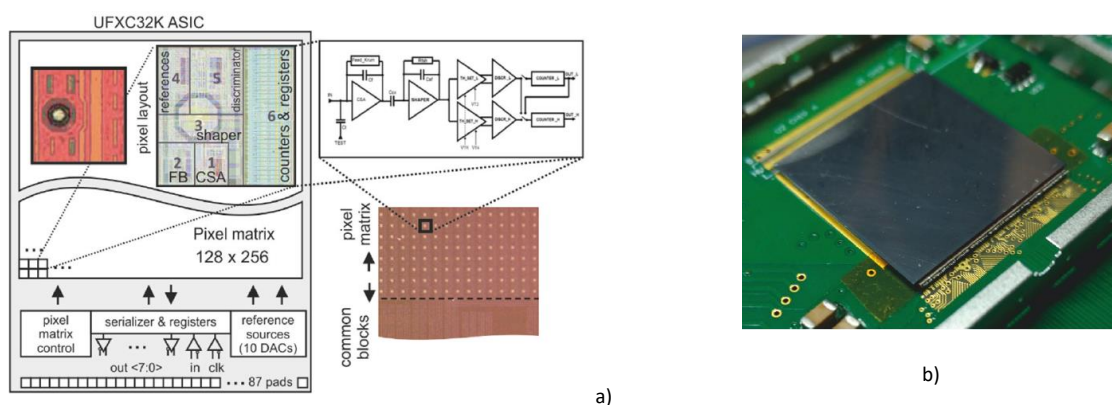 UFXC32K ASIC
pixel layout
references
4
5
discriminator
3
shaper
2
FB
1
CSA
6
counters & registers
CSA
SHAPER
COUNTER_L
COUNTER_H
TEST
Pixel matrix
128 x 256
pixel
matrix
common
blocks
pixel
matrix
control
serializer & registers
reference
sources
(10 DACs)
out <7:0>
in
clk
87 pads
a)
b)